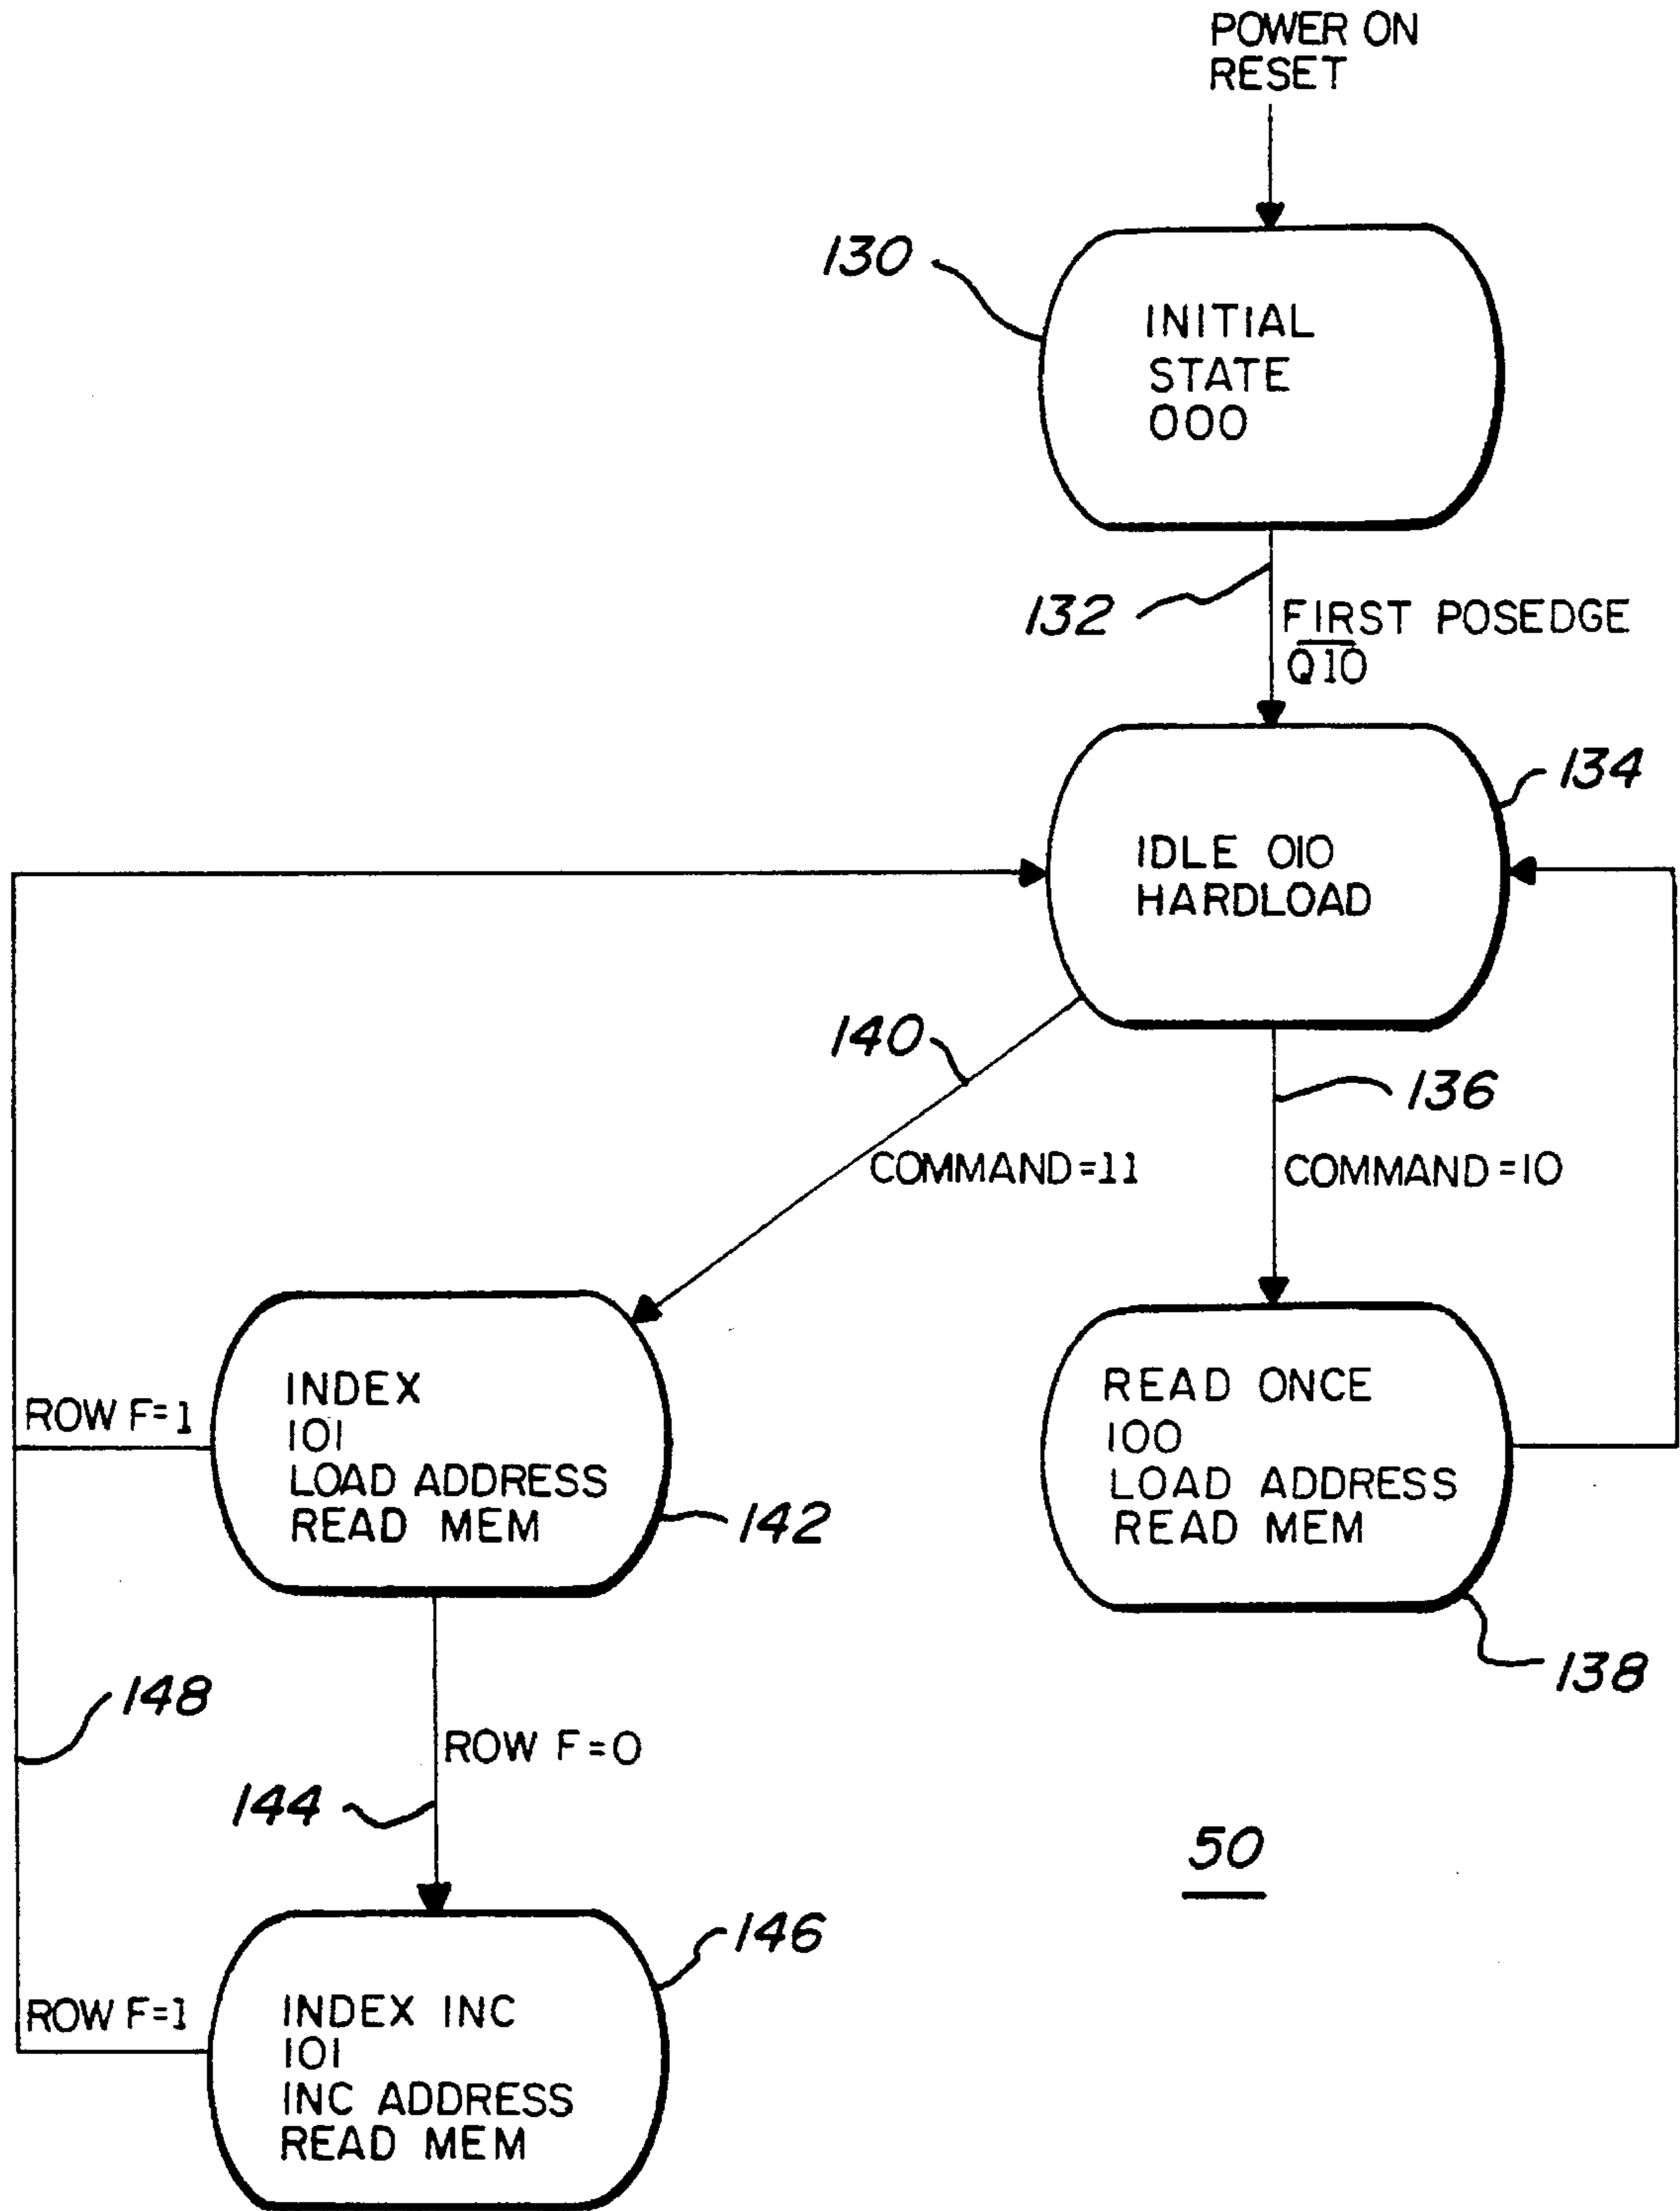 POWER ON
RESET
130
INITIAL
STATE
000
132
FIRST POSEDGE
Q10
134
IDLE 010
HARDLOAD
140
136
COMMAND=11
COMMAND=10
INDEX
101
LOAD ADDRESS
READ MEM
ROW F=1
142
READ ONCE
100
LOAD ADDRESS
READ MEM
138
148
ROW F=0
144
50
146
INDEX INC
101
INC ADDRESS
READ MEM
ROW F=1